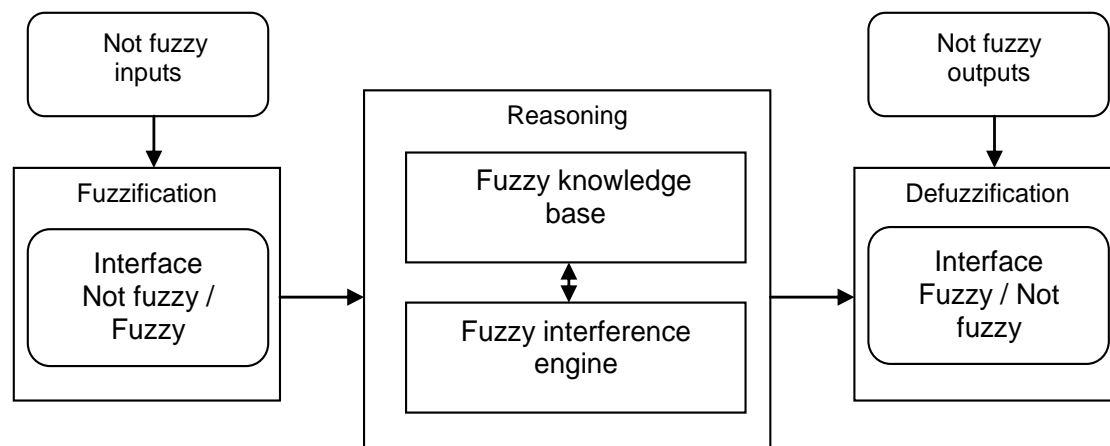 Not fuzzy
inputs
Fuzzification
Interface
Not fuzzy /
Fuzzy
Reasoning
Fuzzy knowledge
base
Fuzzy interference
engine
Not fuzzy
outputs
Defuzzification
Interface
Fuzzy / Not
fuzzy